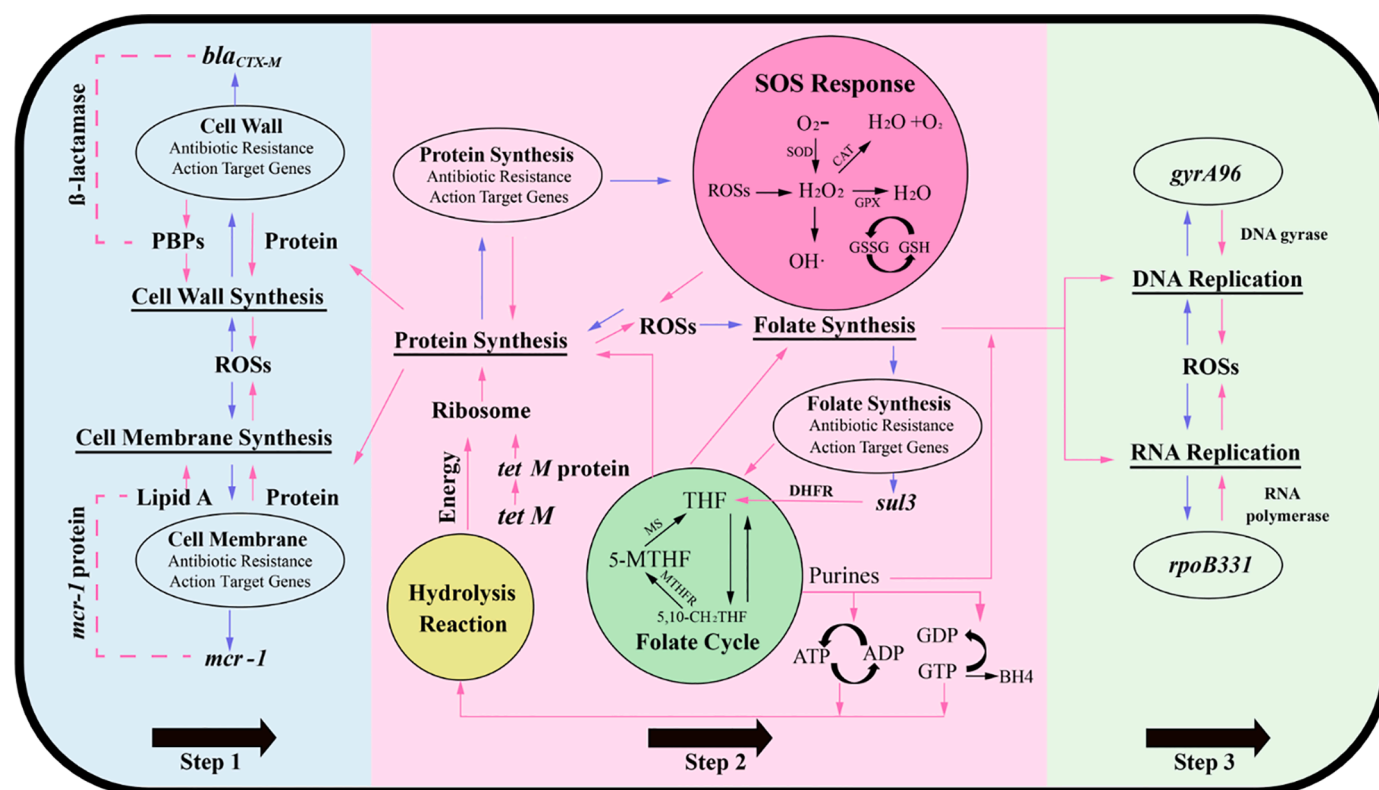 bla CTX-M
ß-lactamase
Cell Wall
Antibiotic Resistance
Action Target Genes
PBPs
Protein
Cell Wall Synthesis
ROSs
Cell Membrane Synthesis
Lipid A
Protein
mcr-1 protein
Cell Membrane
Antibiotic Resistance
Action Target Genes
mcr -1
Step 1
Protein Synthesis
Antibiotic Resistance
Action Target Genes
SOS Response
O2−
H2O +O2
SOD
CAT
ROSs
H2O2
GPX
H2O
OH·
GSSG
GSH
Protein Synthesis
ROSs
Folate Synthesis
Ribosome
Energy
tet M protein
tet M
Hydrolysis
Reaction
Folate Synthesis
Antibiotic Resistance
Action Target Genes
sul3
DHFR
THF
MS
5-MTHF
MTHFR
5,10-CH2THF
Folate Cycle
Purines
ATP
ADP
GDP
GTP
BH4
Step 2
gyrA96
DNA gyrase
DNA Replication
ROSs
RNA Replication
RNA
polymerase
rpoB331
Step 3